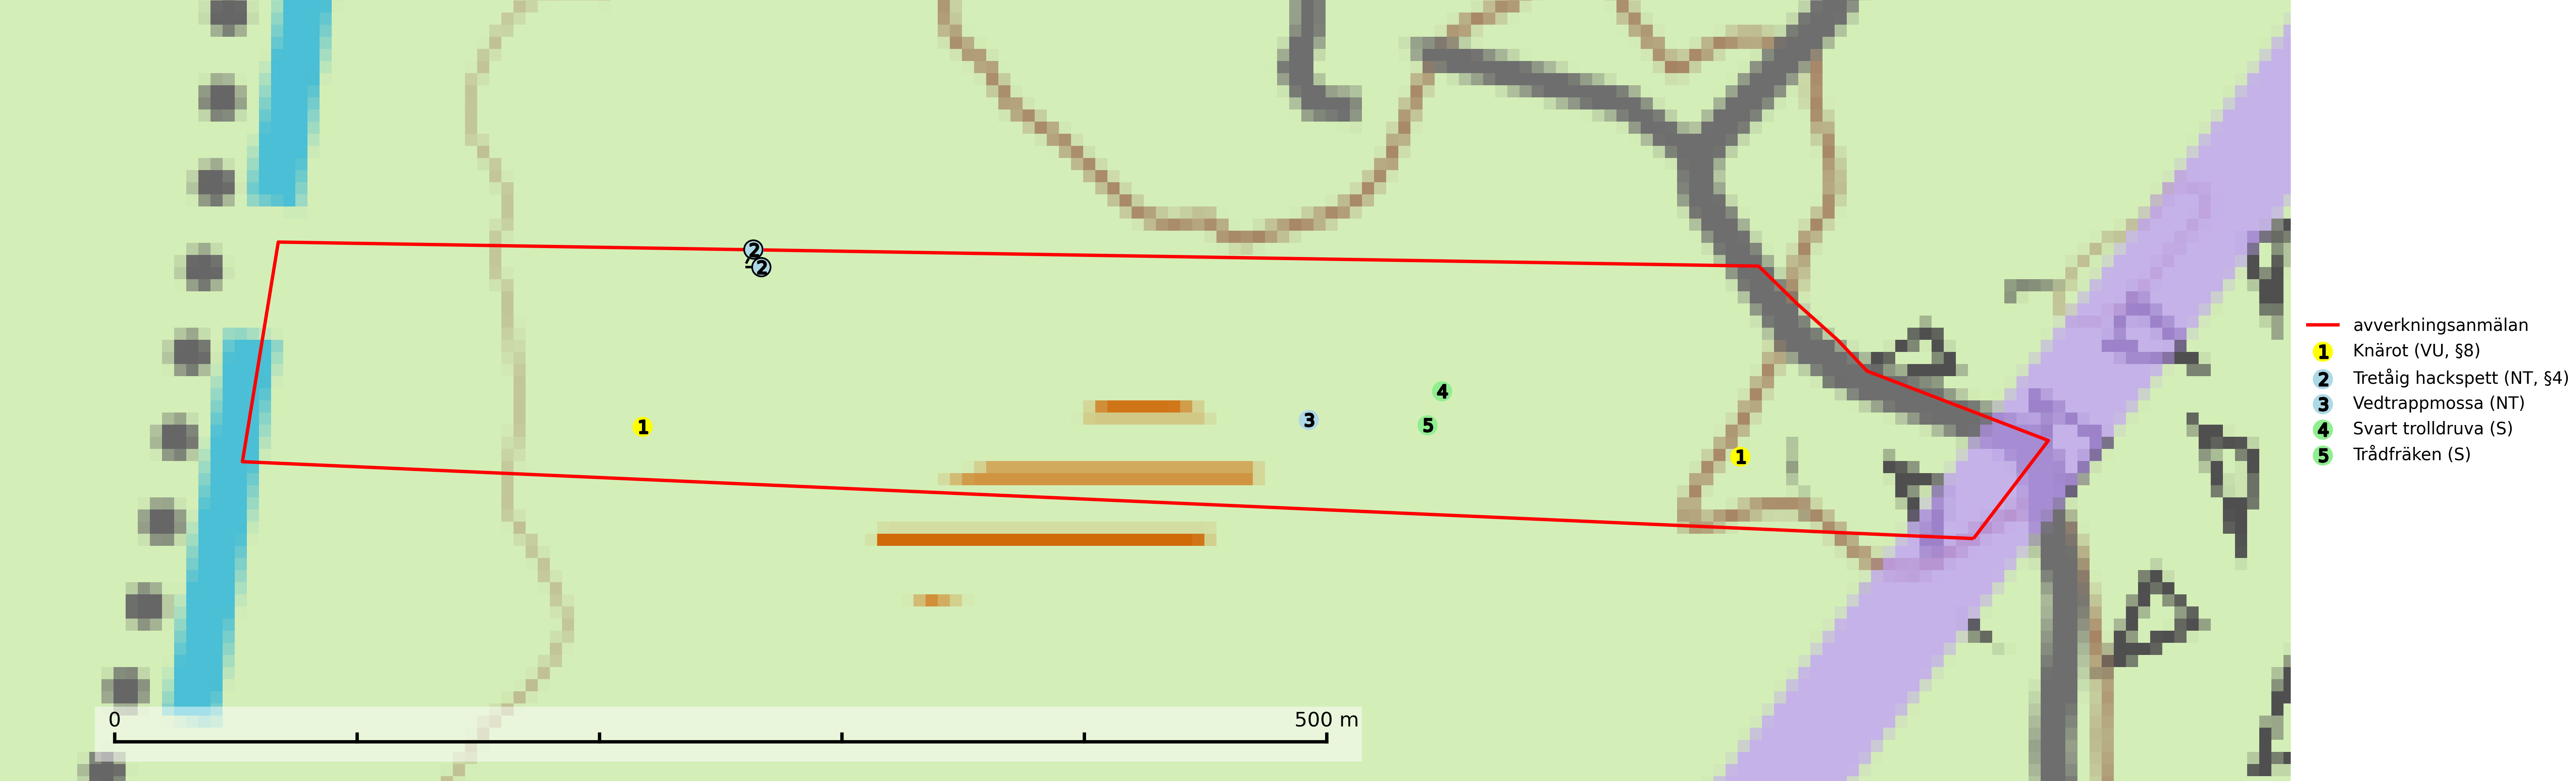 2
2
4
1
3
5
1
0
500 m
avverkningsanmälan
1 Knärot (VU, §8)
2 Tretåig hackspett (NT, §4)
3 Vedtrappmossa (NT)
4 Svart trolldruva (S)
5 Trådfräken (S)